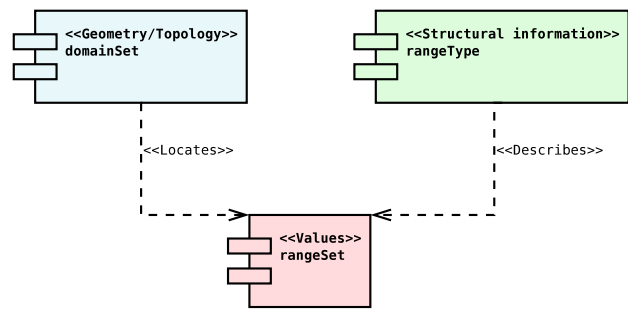 <<Geometry/Topology>>
domainSet
<<Structural information>>
rangeType
<<Locates>>
<<Describes>>
<<Values>>
rangeSet